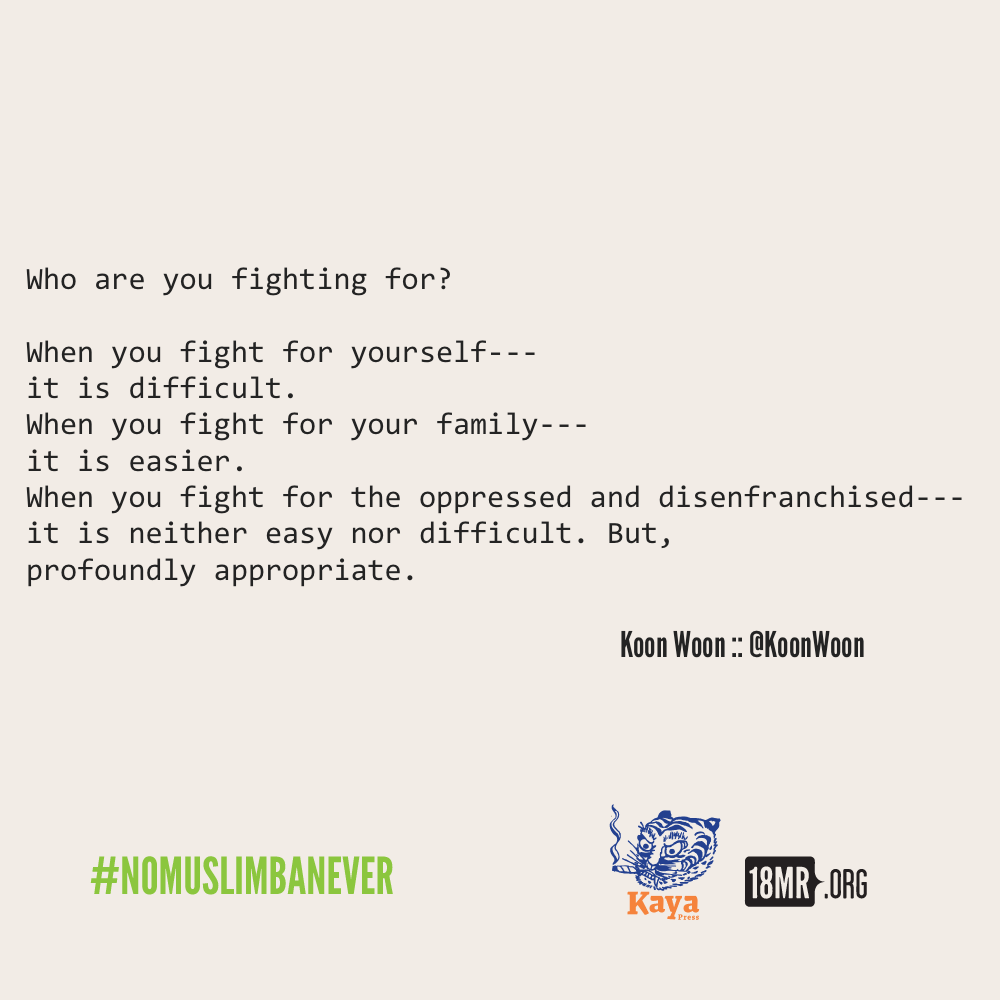 Who are you fighting for?
When you fight for yourself---
it is difficult.
When you fight for your family---
it is easier.
When you fight for the oppressed and disenfranchised---
it is neither easy nor difficult. But,
profoundly appropriate.
Koon Woon :: @KoonWoon
#NOMUSLIMBANEVER
Kaya
Press
18MR.ORG